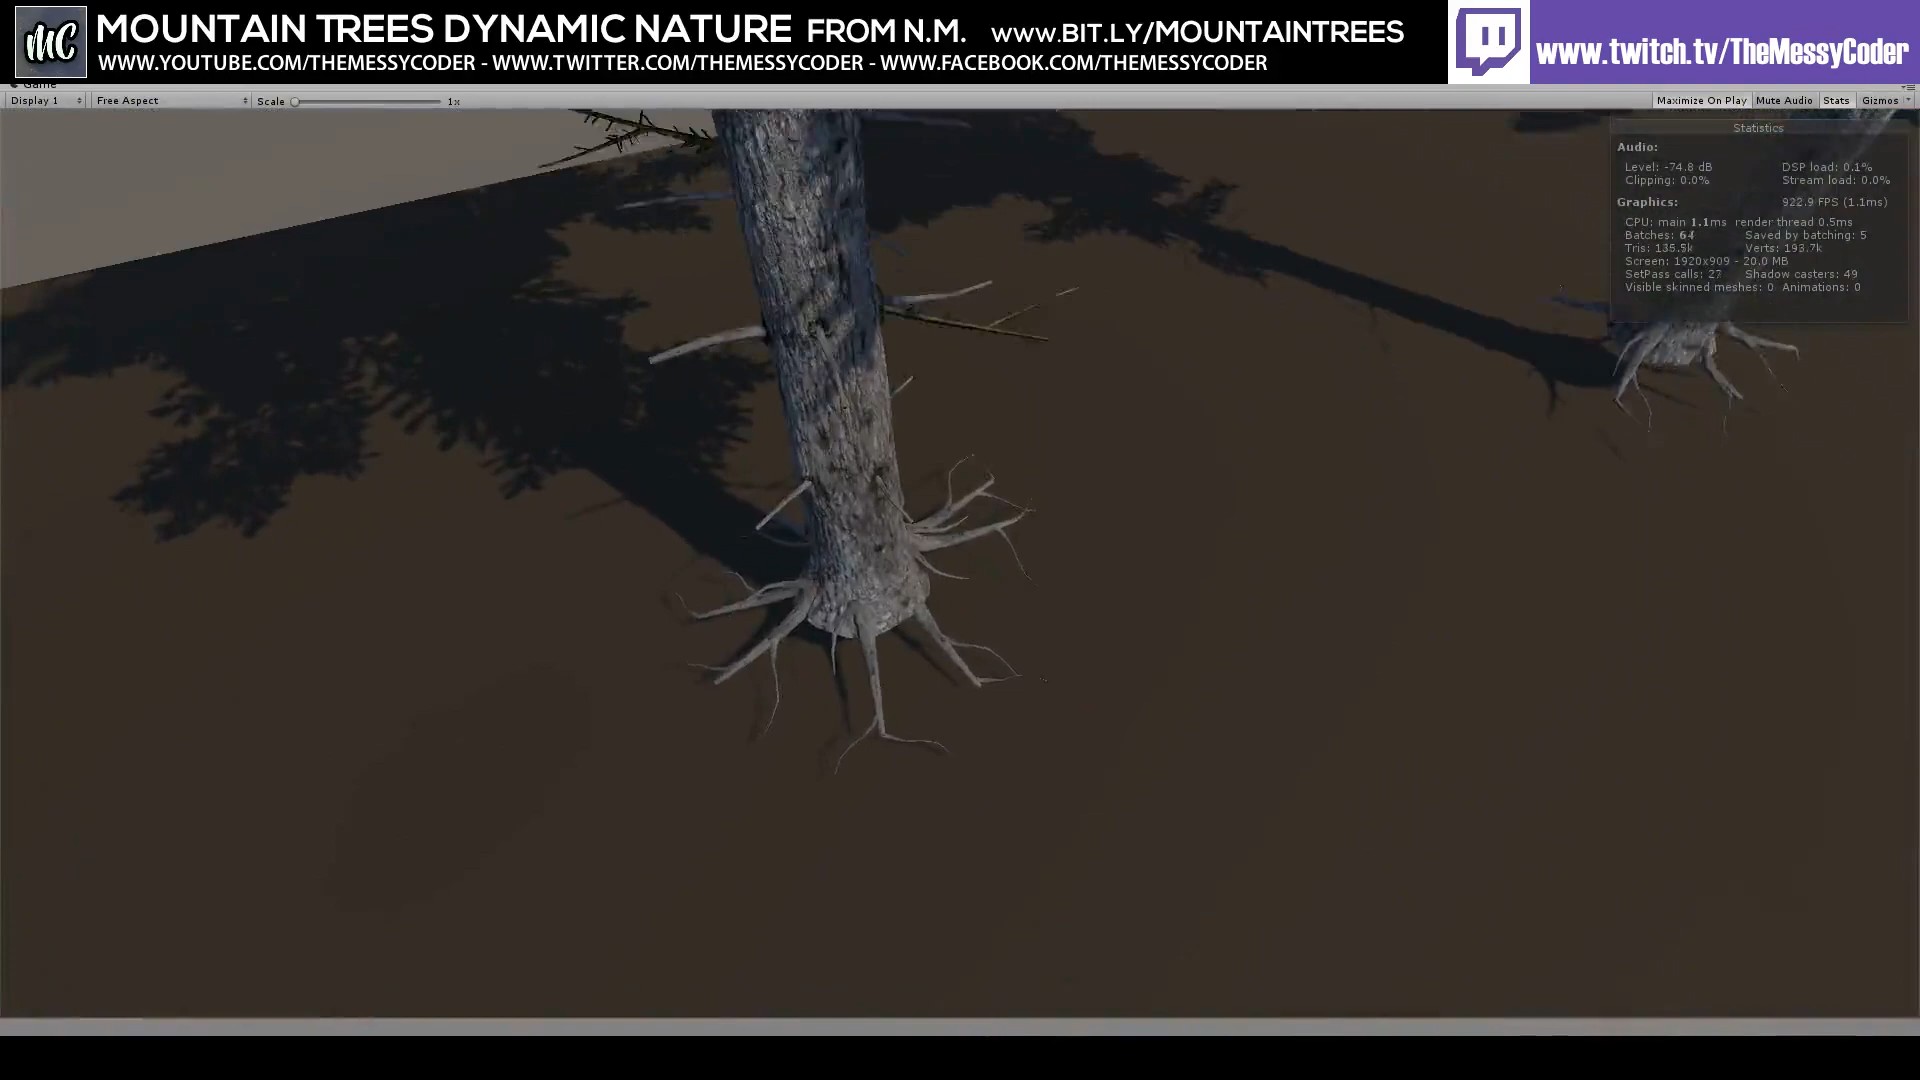 MC
MOUNTAIN TREES DYNAMIC NATURE FROM N.M. www.BIT.LY/MOUNTAINTREES
WWW.YOUTUBE.COM/THEMESSYCODER - WWW.TWITTER.COM/THEMESSYCODER - WWW.FACEBOOK.COM/THEMESSYCODER
www.twitch.tv/TheMessyCoder
Game
Display 1 Free Aspect Scale 1x Maximize On Play Mute Audio Stats Gizmos
Statistics
Audio:
Level: -74.8 dB DSP load: 0.1%
Clipping: 0.0% Stream load: 0.0%
Graphics: 922.9 FPS (1.1ms)
CPU: main 1.1ms render thread 0.5ms
Batches: 64 Saved by batching: 5
Tris: 135.5k Verts: 193.7k
Screen: 1920x909 - 20.0 MB
SetPass calls: 27 Shadow casters: 49
Visible skinned meshes: 0 Animations: 0